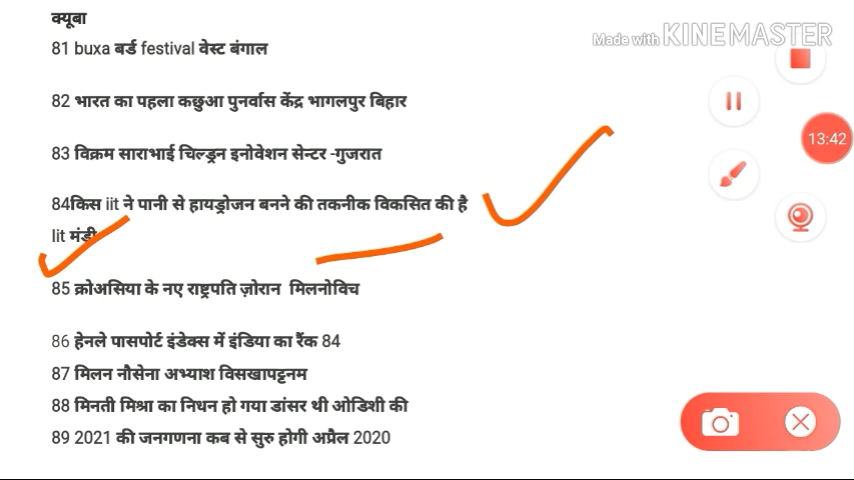 क्यूबा
81 buxa बर्ड festival वेस्ट बंगाल
82 भारत का पहला कछुआ पुनर्वास केंद्र भागलपुर बिहार
83 विक्रम साराभाई चिल्ड्रन इनोवेशन सेन्टर -गुजरात
84किस iit ने पानी से हायड्रोजन बनने की तकनीक विकसित की है
Iit मंडी
85 क्रोअसिया के नए राष्ट्रपति ज़ोरान मिलनोविच
86 हेनले पासपोर्ट इंडेक्स में इंडिया का रैंक 84
87 मिलन नौसेना अभ्याश विसखापट्टनम
88 मिनती मिश्रा का निधन हो गया डांसर थी ओडिशी की
89 2021 की जनगणना कब से सुरु होगी अप्रैल 2020
Made with KINEMASTER
13:42